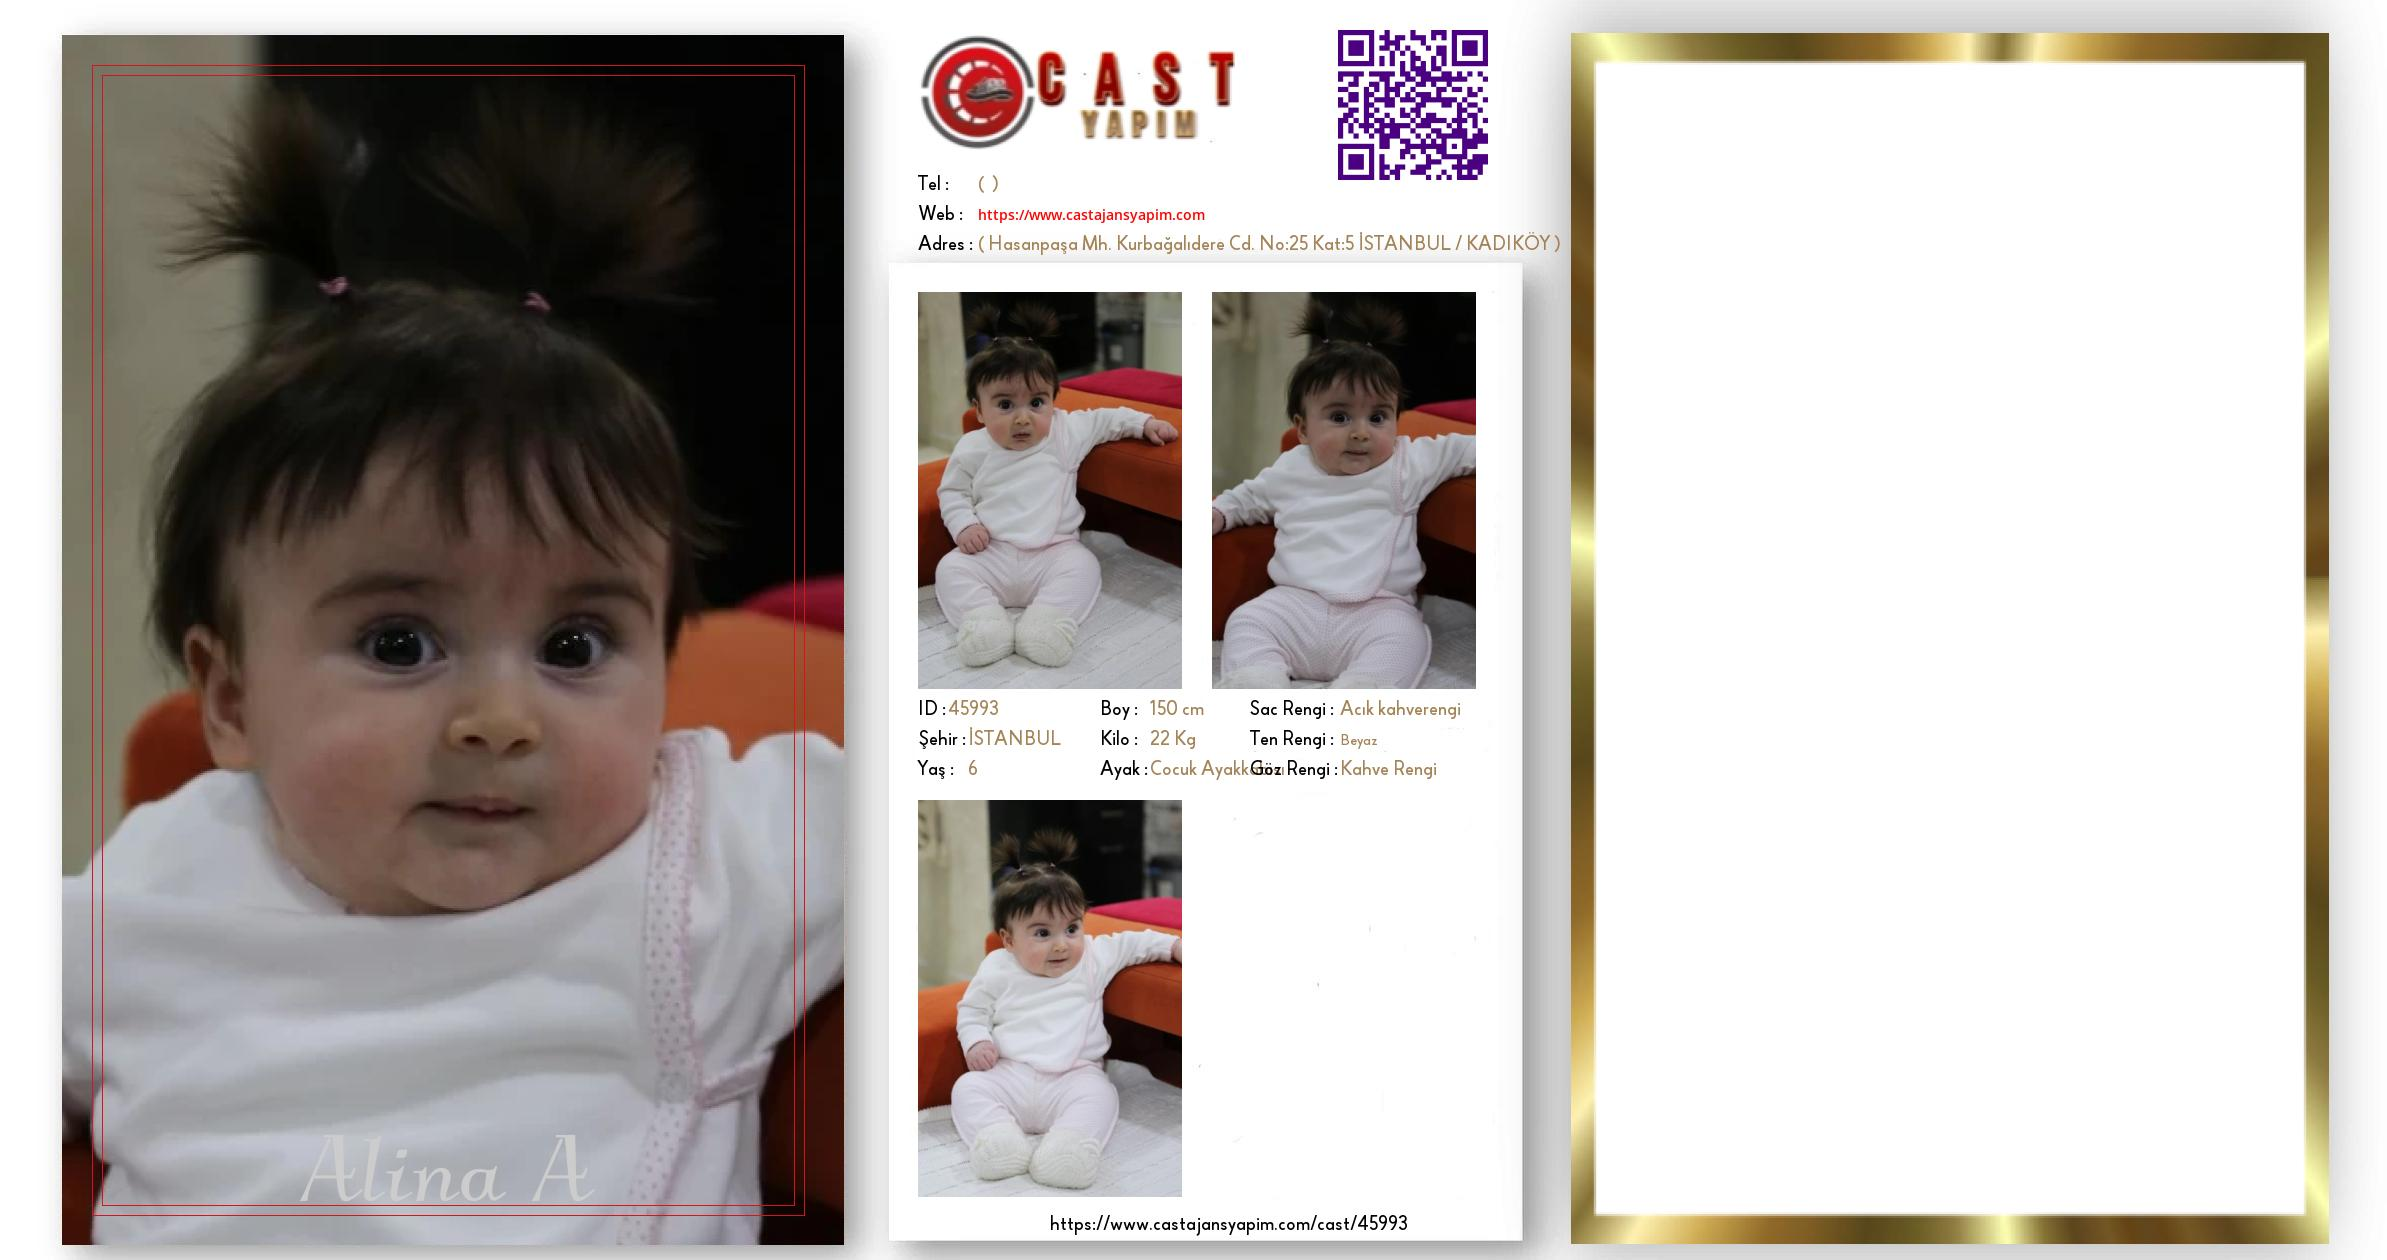 Alina A
CAST
YAPIM
Tel : ( )
Web : https://www.castajansyapim.com
Adres : ( Hasanpaşa Mh. Kurbağalıdere Cd. No:25 Kat:5 İSTANBUL / KADIKÖY )
ID : 45993 Boy : 150 cm Sac Rengi : Acık kahverengi
Şehir : İSTANBUL Kilo : 22 Kg Ten Rengi : Beyaz
Yaş : 6 Ayak : Cocuk Göz Rengi : Kahve Rengi
https://www.castajansyapim.com/cast/45993